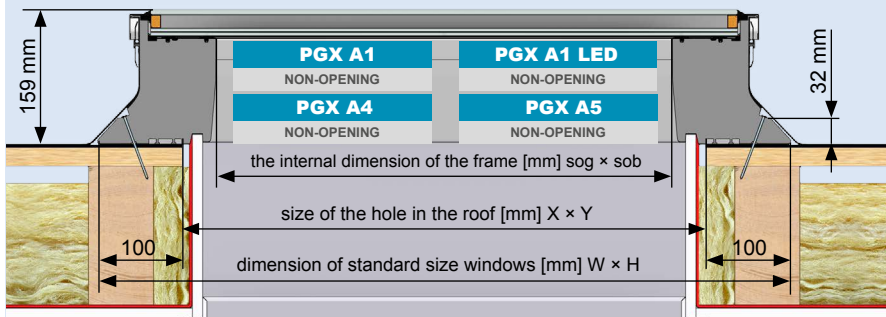 PGX A1
PGX A1 LED
NON-OPENING
NON-OPENING
PGX A4
PGX A5
NON-OPENING
NON-OPENING
159 mm
32 mm
the internal dimension of the frame [mm] sog × sob
size of the hole in the roof [mm] X × Y
100
100
dimension of standard size windows [mm] W × H